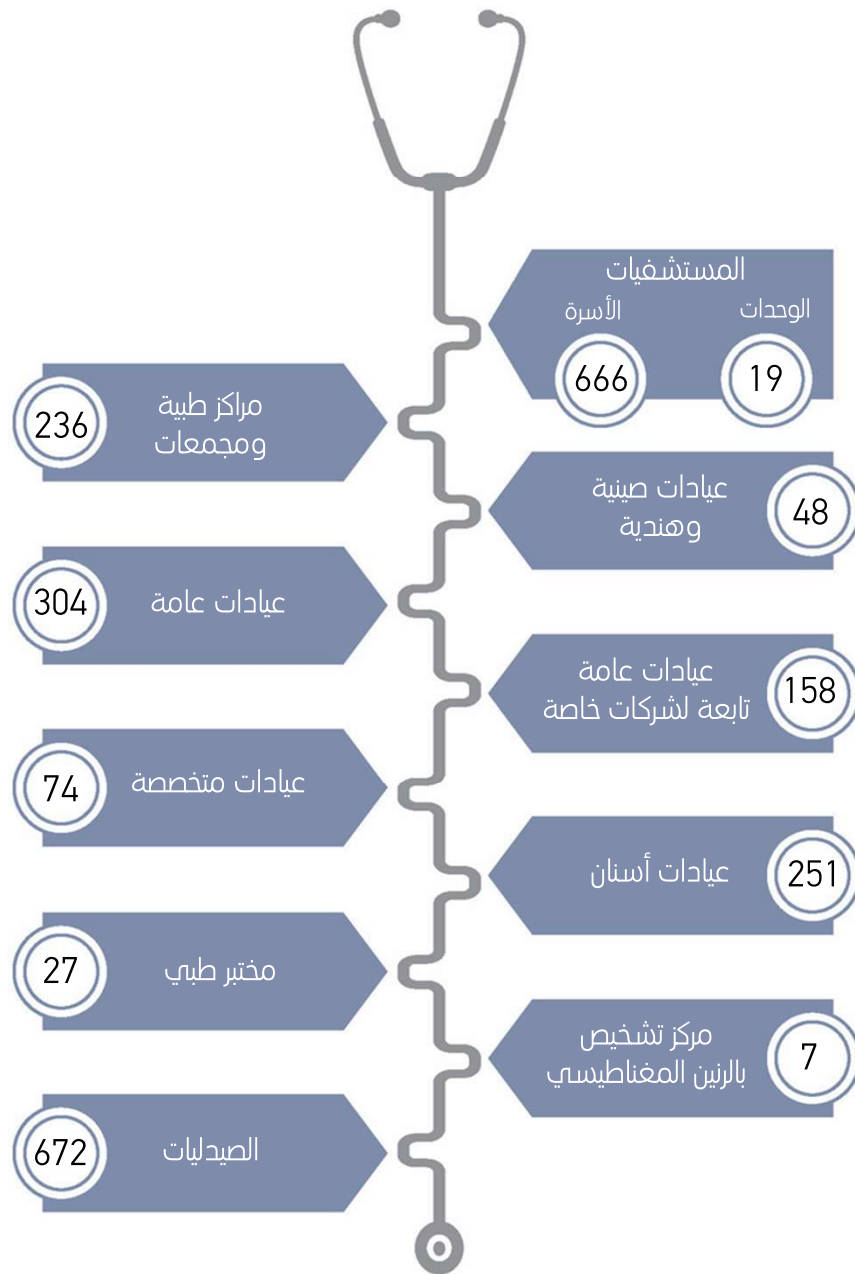 المستشفيات
الوحدات
الأسرة
19
666
مراكز طبية
ومجمعات
236
عيادات صينية
وهندية
48
عيادات عامة
304
عيادات عامة
تابعة لشركات خاصة
158
عيادات متخصصة
74
عيادات أسنان
251
مختبر طبي
27
مركز تشخيص
بالرنين المغناطيسي
7
الصيدليات
672